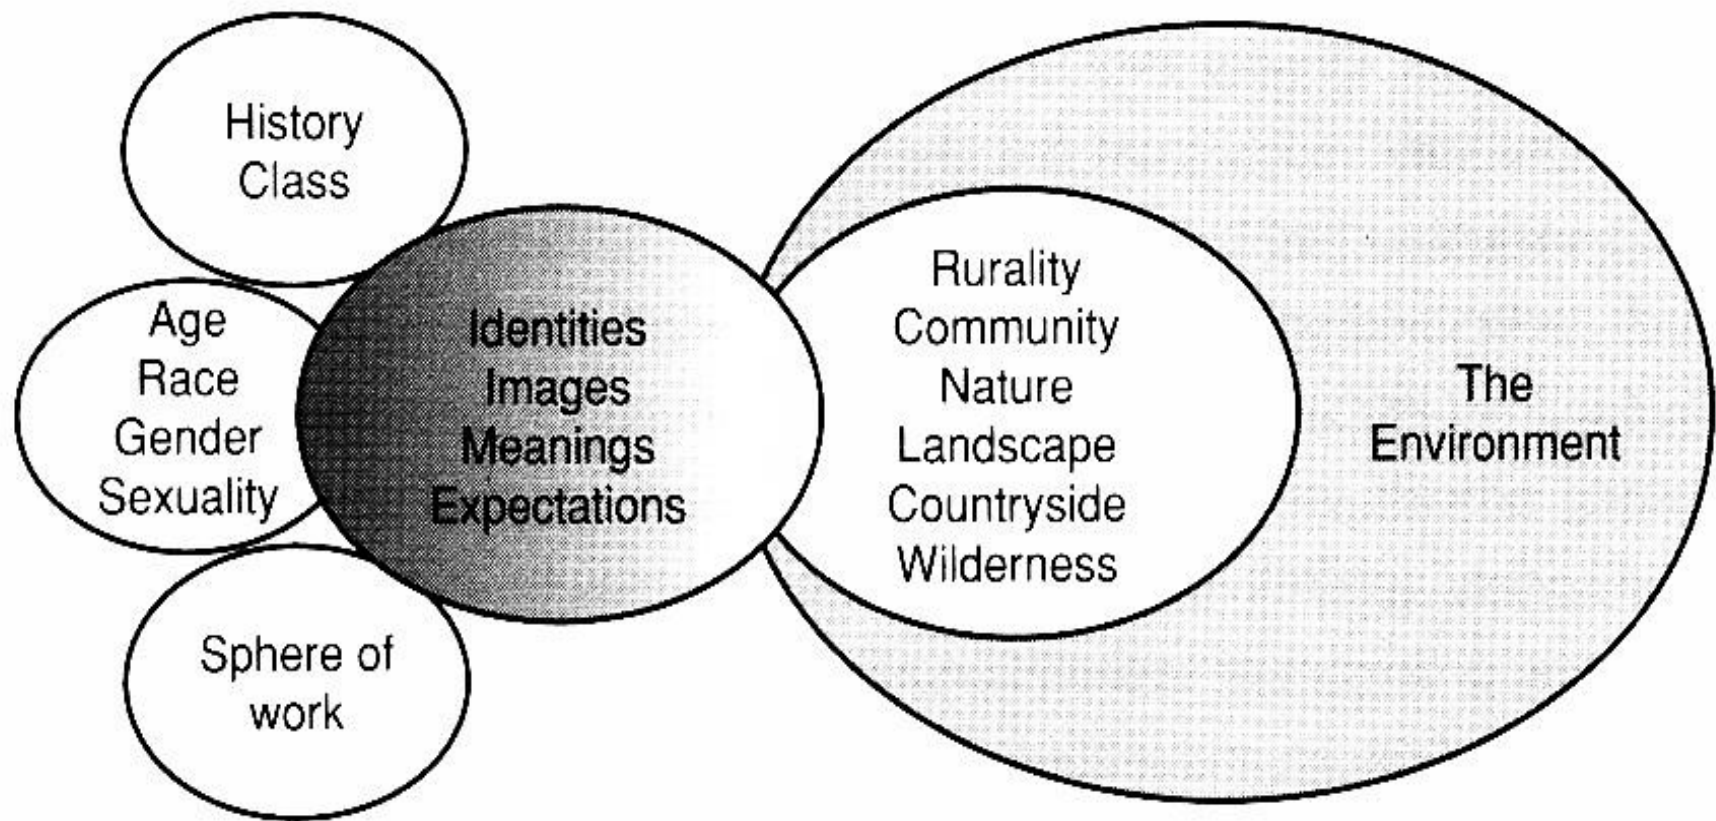 History
Class
Age
Race
Gender
Sexuality
Sphere of
work
Identities
Images
Meanings
Expectations
Rurality
Community
Nature
Landscape
Countryside
Wilderness
The
Environment